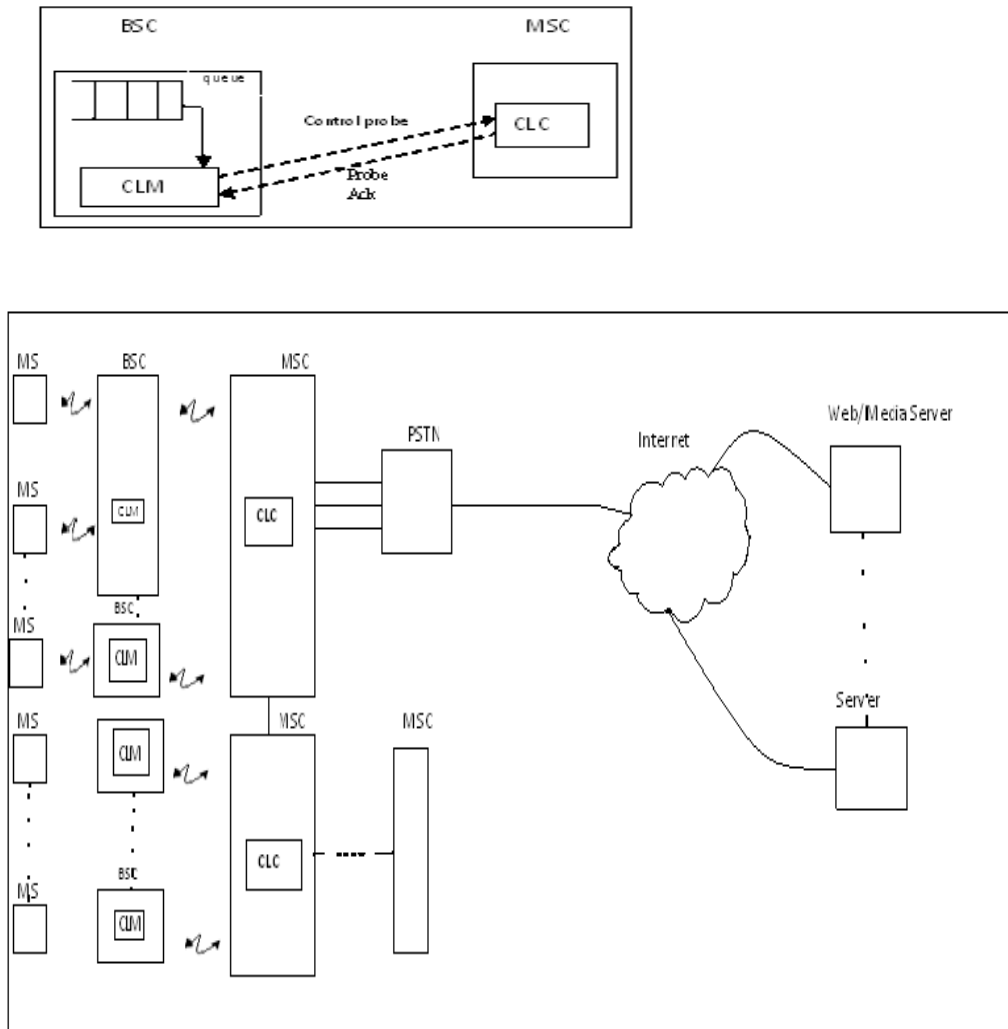 BSC
MSC
queue
Control probe
CLC
CLM
Probe
Ack
MS
BSC
MSC
Web/Media Server
PSTN
Internet
MS
CLM
CLC
BSC
MS
CLM
MS
MSC
MSC
Server
CLM
CLC
BSC
MS
CLM